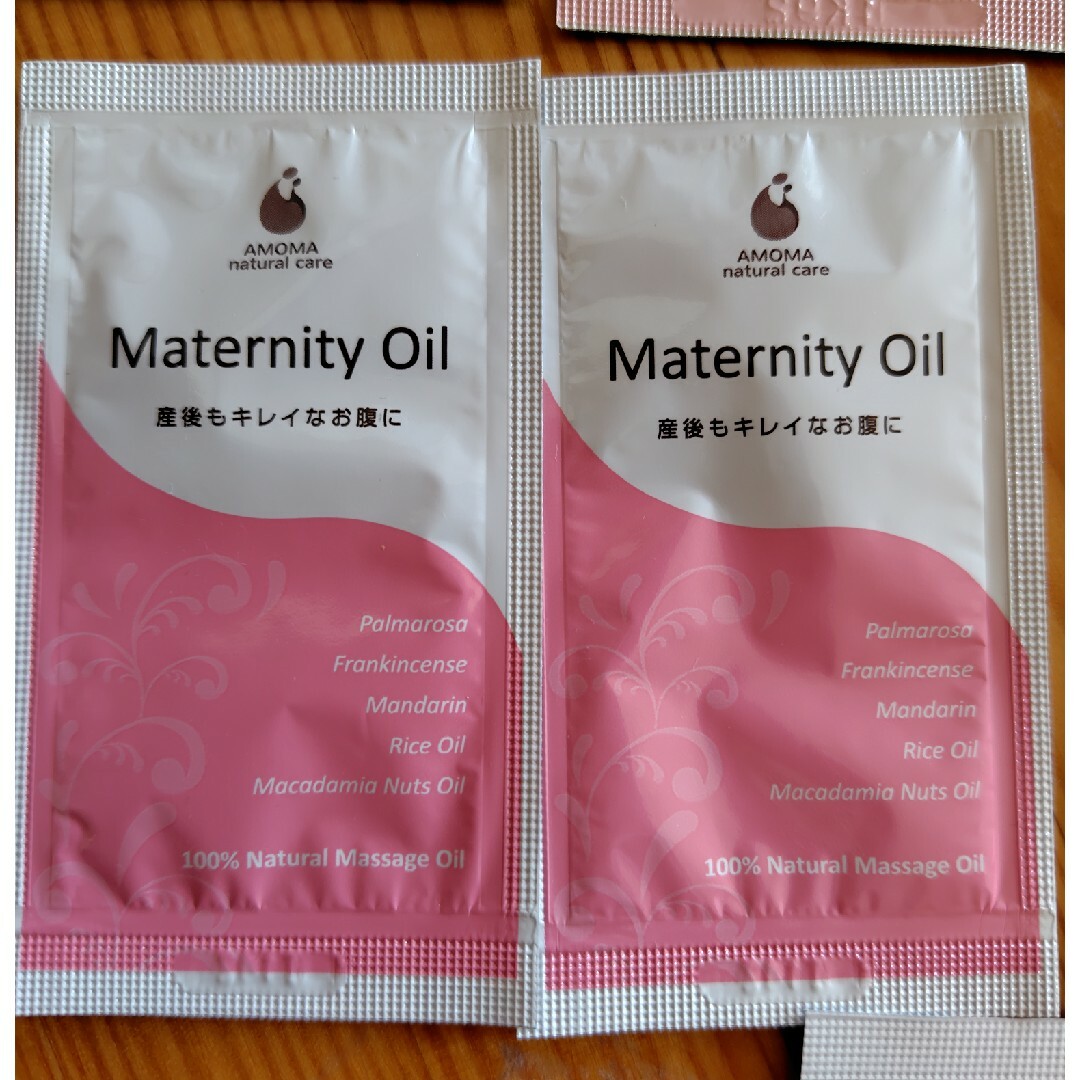 AMOMA
natural care
Maternity Oil
産後もキレイなお腹に
Palmarosa
Frankincense
Mandarin
Rice Oil
Macadamia Nuts Oil
100% Natural Massage Oil
AMOMA
natural care
Maternity Oil
産後もキレイなお腹に
Palmarosa
Frankincense
Mandarin
Rice Oil
Macadamia Nuts Oil
100% Natural Massage Oil